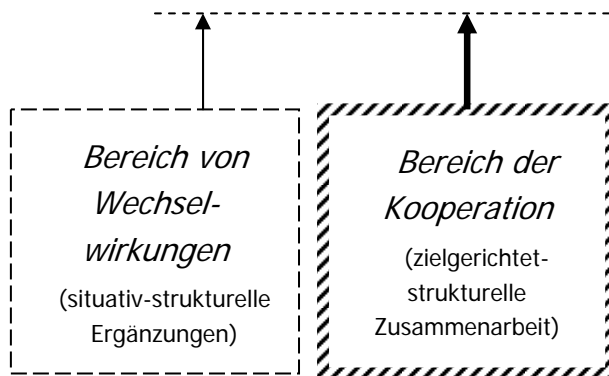 Bereich von
Wechsel-
wirkungen
(situativ-strukturelle
Ergänzungen)
Bereich der
Kooperation
(zielgerichtet-
strukturelle
Zusammenarbeit)